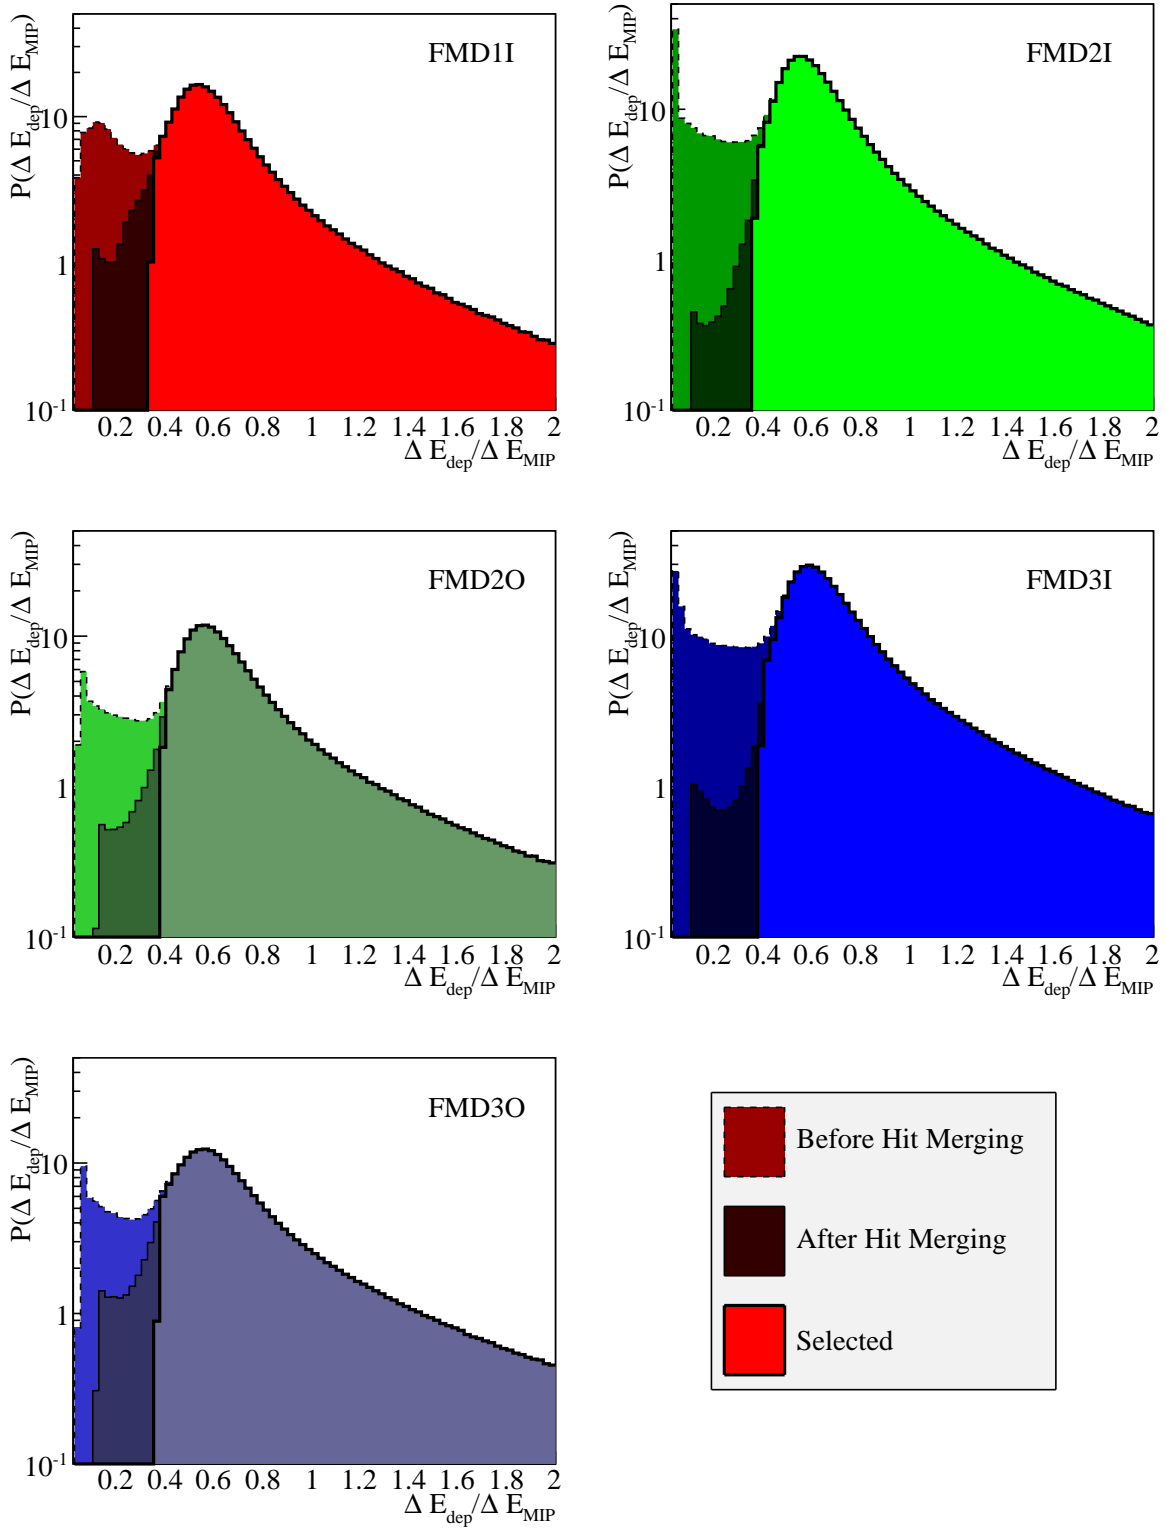 P(Δ E_dep/Δ E_MIP)
FMD1I
10
1
10^-1
0.2 0.4 0.6 0.8 1 1.2 1.4 1.6 1.8 2
Δ E_dep/Δ E_MIP
P(Δ E_dep/Δ E_MIP)
FMD2I
10
1
10^-1
0.2 0.4 0.6 0.8 1 1.2 1.4 1.6 1.8 2
Δ E_dep/Δ E_MIP
P(Δ E_dep/Δ E_MIP)
FMD2O
10
1
10^-1
0.2 0.4 0.6 0.8 1 1.2 1.4 1.6 1.8 2
Δ E_dep/Δ E_MIP
P(Δ E_dep/Δ E_MIP)
FMD3I
10
1
10^-1
0.2 0.4 0.6 0.8 1 1.2 1.4 1.6 1.8 2
Δ E_dep/Δ E_MIP
P(Δ E_dep/Δ E_MIP)
FMD3O
10
1
10^-1
0.2 0.4 0.6 0.8 1 1.2 1.4 1.6 1.8 2
Δ E_dep/Δ E_MIP
Before Hit Merging
After Hit Merging
Selected